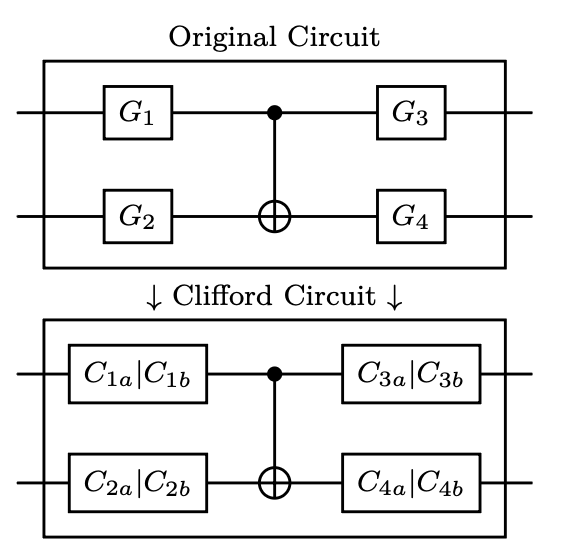 Original Circuit
G₁ G₃
G₂ G₄
↓ Clifford Circuit ↓
C₁ₐ|C₁b C₃ₐ|C₃b
C₂ₐ|C₂b C₄ₐ|C₄b